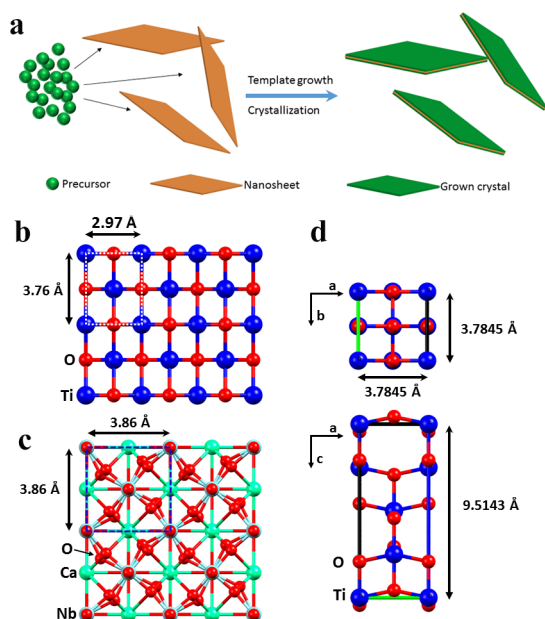 a
Template growth
Crystallization
Precursor
Nanosheet
Grown crystal
b
2.97 Å
3.76 Å
O
Ti
c
3.86 Å
3.86 Å
O
Ca
Nb
d
a
b
3.7845 Å
3.7845 Å
a
c
9.5143 Å
O
Ti